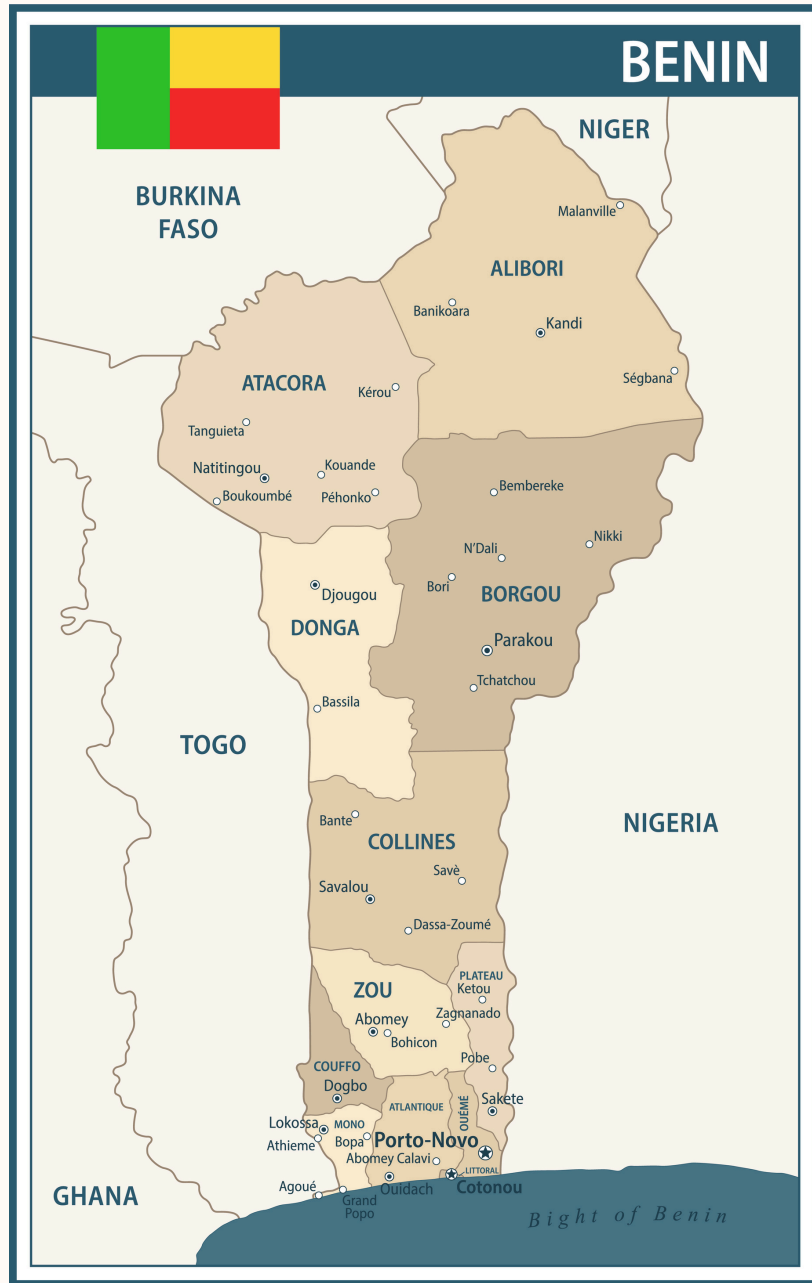 BENIN
NIGER
BURKINA
FASO
Malanville
ALIBORI
Banikoara
Kandi
Ségbana
ATACORA
Kérou
Tanguieta
Natitingou
Kouande
Boukoumbé
Péhonko
Bembereke
Nikki
N'Dali
Bori
BORGOU
Djougou
DONGA
Parakou
Tchatchou
Bassila
TOGO
NIGERIA
Bante
COLLINES
Savè
Savalou
Dassa-Zoumé
PLATEAU
Ketou
ZOU
Abomey
Zagnanado
Bohicon
Pobe
COUFFO
Dogbo
ATLANTIQUE
OUÉMÉ
Sakete
Lokossa
MONO
Athieme
Bopa
Porto-Novo
Abomey Calavi
LITTORAL
Agoué
Grand
Popo
Ouidach
Cotonou
GHANA
Bight of Benin